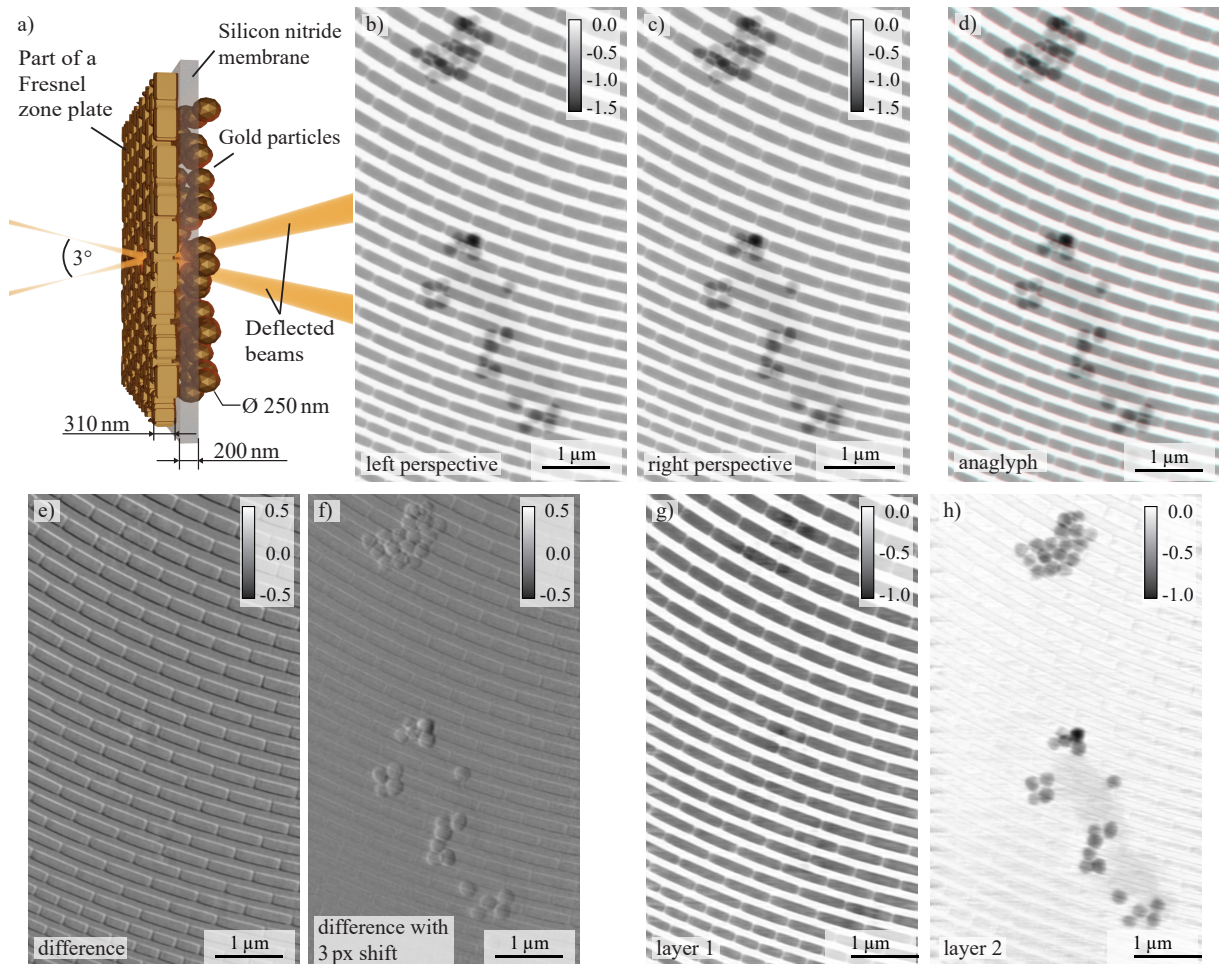 a)
Silicon nitride
membrane
Part of a
Fresnel
zone plate
Gold particles
3°
Deflected
beams
Ø 250 nm
310 nm
200 nm
b)
0.0
-0.5
-1.0
-1.5
left perspective
1 µm
c)
0.0
-0.5
-1.0
-1.5
right perspective
1 µm
d)
anaglyph
1 µm
e)
0.5
0.0
-0.5
difference
1 µm
f)
0.5
0.0
-0.5
difference with
3 px shift
1 µm
g)
0.0
-0.5
-1.0
layer 1
1 µm
h)
0.0
-0.5
-1.0
layer 2
1 µm